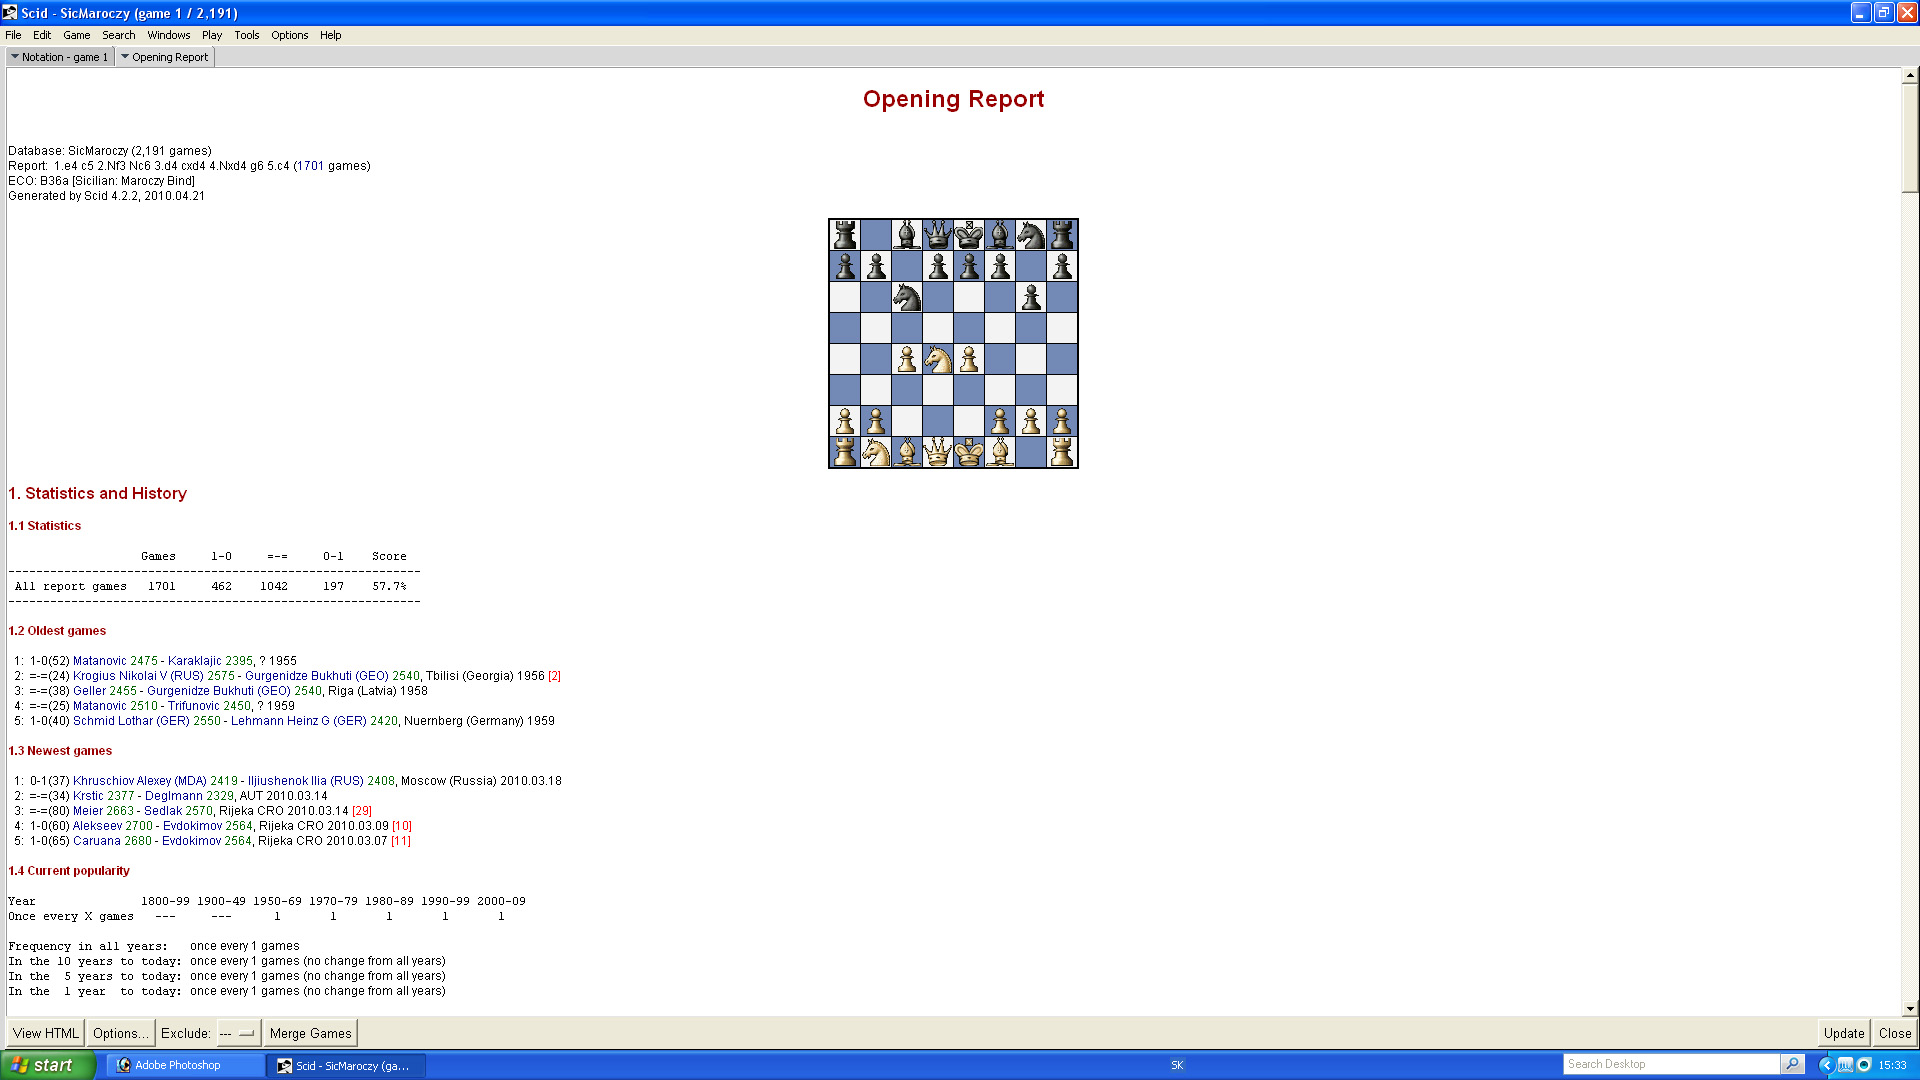 Scid - SicMaroczy (game 1 / 2,191)
File Edit Game Search Windows Play Tools Options Help
Notation - game 1 Opening Report
Opening Report
Database: SicMaroczy (2,191 games)
Report: 1.e4 c5 2.Nf3 Nc6 3.d4 cxd4 4.Nxd4 g6 5.c4 (1701 games)
ECO: B36a [Sicilian: Maroczy Bind]
Generated by Scid 4.2.2, 2010.04.21
1. Statistics and History
1.1 Statistics
Games 1-0 =-= 0-1 Score
-----------------------------------------------------------
All report games 1701 462 1042 197 57.7%
-----------------------------------------------------------
1.2 Oldest games
1: 1-0(52) Matanovic 2475 - Karaklajic 2395, ? 1955
2: =-=(24) Krogius Nikolai V (RUS) 2575 - Gurgenidze Bukhuti (GEO) 2540, Tbilisi (Georgia) 1956 [2]
3: =-=(38) Geller 2455 - Gurgenidze Bukhuti (GEO) 2540, Riga (Latvia) 1958
4: =-=(25) Matanovic 2510 - Trifunovic 2450, ? 1959
5: 1-0(40) Schmid Lothar (GER) 2550 - Lehmann Heinz G (GER) 2420, Nuernberg (Germany) 1959
1.3 Newest games
1: 0-1(37) Khruschiov Alexey (MDA) 2419 - Iljiushenok Ilia (RUS) 2408, Moscow (Russia) 2010.03.18
2: =-=(34) Krstic 2377 - Deglmann 2329, AUT 2010.03.14
3: =-=(80) Meier 2663 - Sedlak 2570, Rijeka CRO 2010.03.14 [29]
4: 1-0(60) Alekseev 2700 - Evdokimov 2564, Rijeka CRO 2010.03.09 [10]
5: 1-0(65) Caruana 2680 - Evdokimov 2564, Rijeka CRO 2010.03.07 [11]
1.4 Current popularity
Year 1800-99 1900-49 1950-69 1970-79 1980-89 1990-99 2000-09
Once every X games --- --- 1 1 1 1 1
Frequency in all years: once every 1 games
In the 10 years to today: once every 1 games (no change from all years)
In the 5 years to today: once every 1 games (no change from all years)
In the 1 year to today: once every 1 games (no change from all years)
View HTML Options... Exclude: --- Merge Games Update Close
start Adobe Photoshop Scid - SicMaroczy (ga... SK Search Desktop 15:33